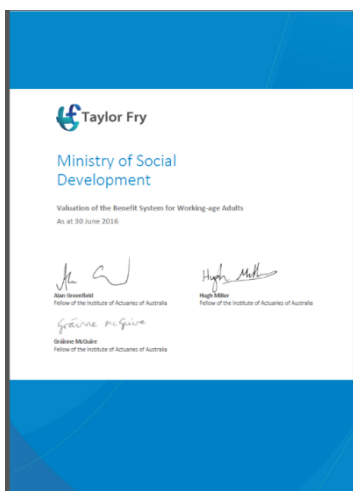 Taylor Fry
Ministry of Social
Development
Valuation of the Benefit System for Working-age Adults
As at 30 June 2016
Alan Greenfield
Fellow of the Institute of Actuaries of Australia
Hugh Miller
Fellow of the Institute of Actuaries of Australia
Gráinne McGuire
Gráinne McGuire
Fellow of the Institute of Actuaries of Australia